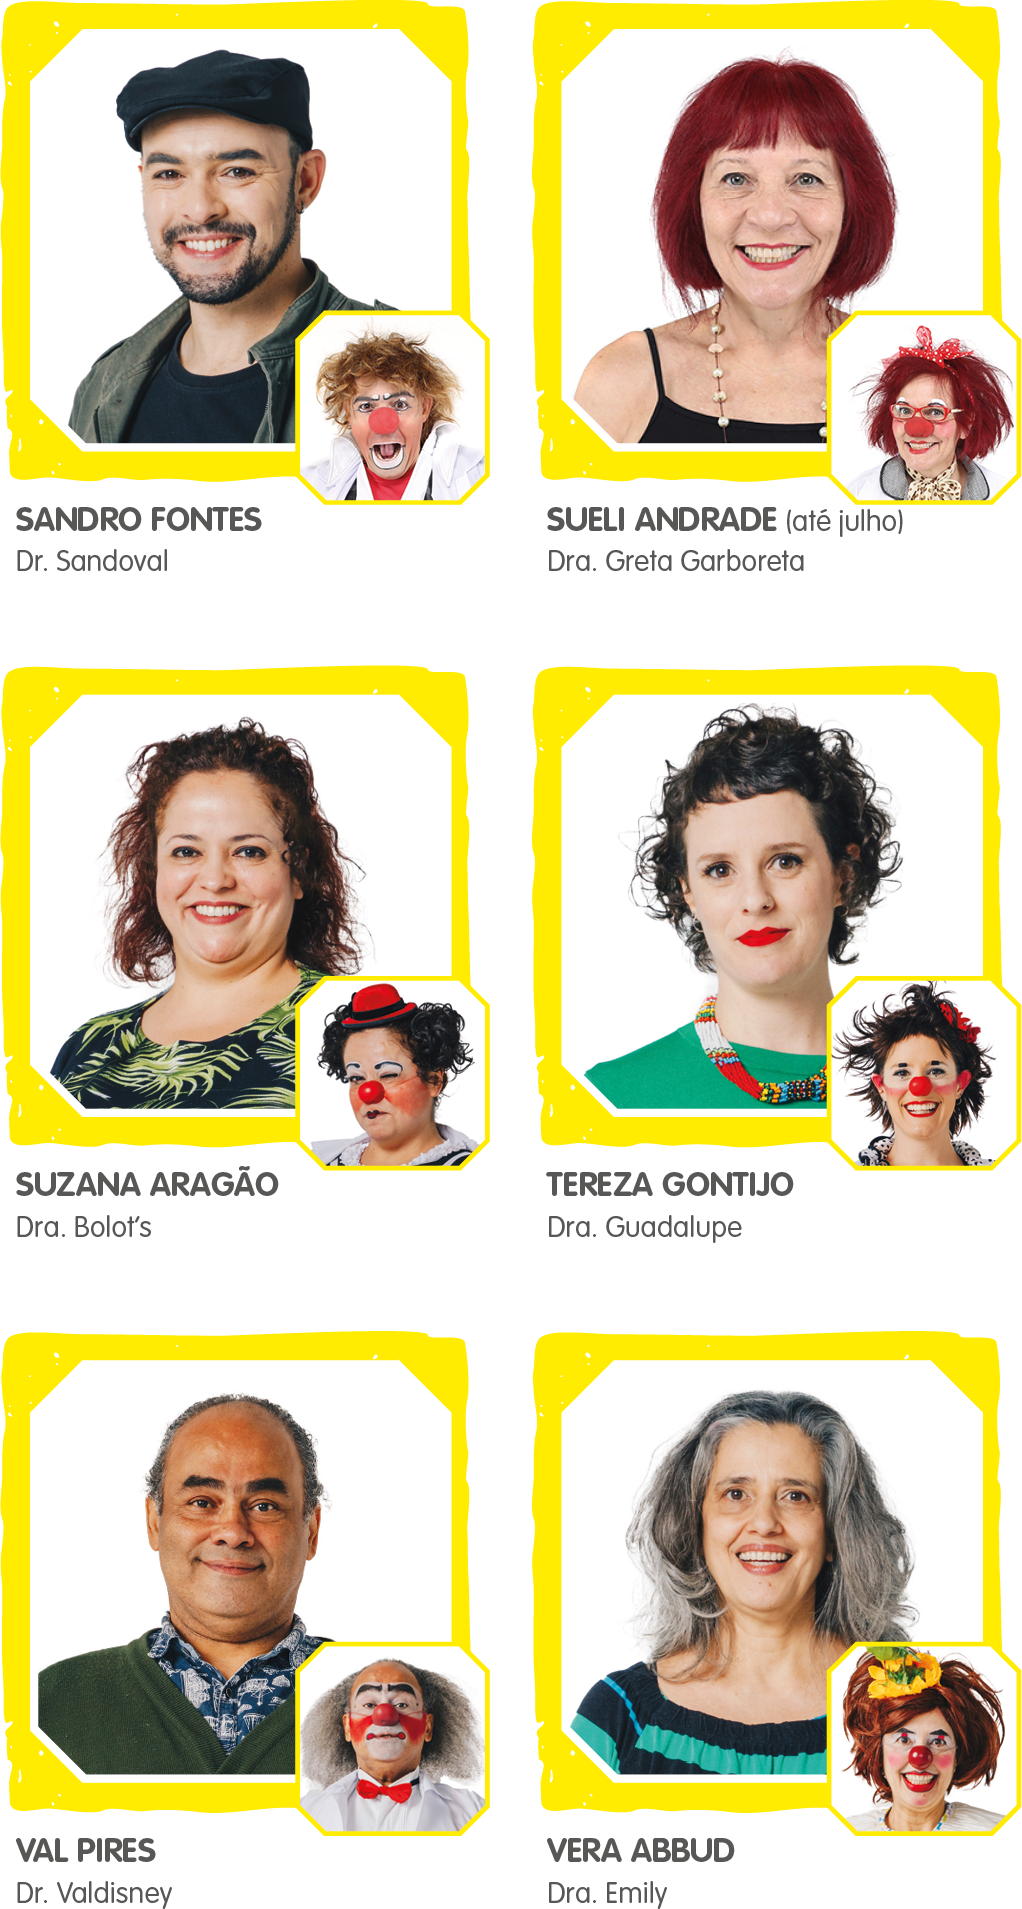 SANDRO FONTES
Dr. Sandoval
SUELI ANDRADE (até julho)
Dra. Greta Garboreta
SUZANA ARAGÃO
Dra. Bolot's
TEREZA GONTIJO
Dra. Guadalupe
VAL PIRES
Dr. Valdisney
VERA ABBUD
Dra. Emily